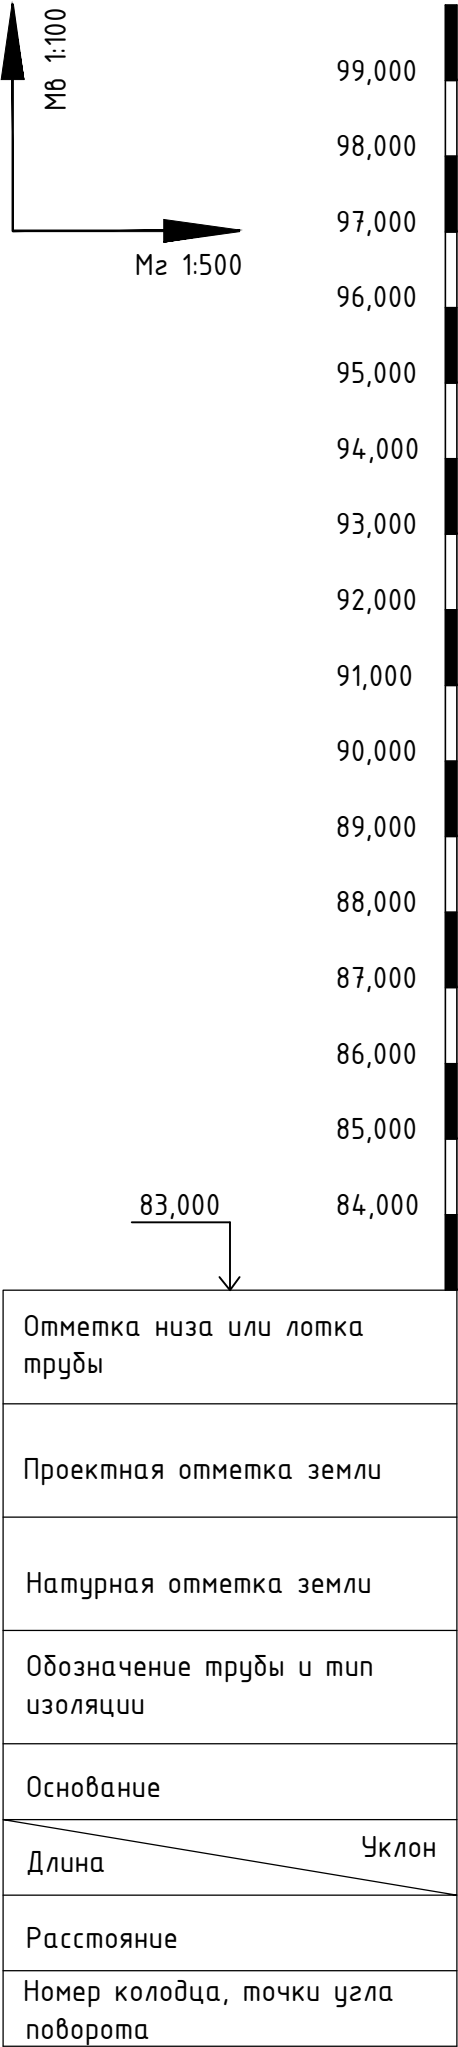 Мв 1:100
99,000
98,000
97,000
Мг 1:500
96,000
95,000
94,000
93,000
92,000
91,000
90,000
89,000
88,000
87,000
86,000
85,000
83,000
84,000
Отметка низа или лотка
трубы
Проектная отметка земли
Натурная отметка земли
Обозначение трубы и тип
изоляции
Основание
Уклон
Длина
Расстояние
Номер колодца, точки угла
поворота